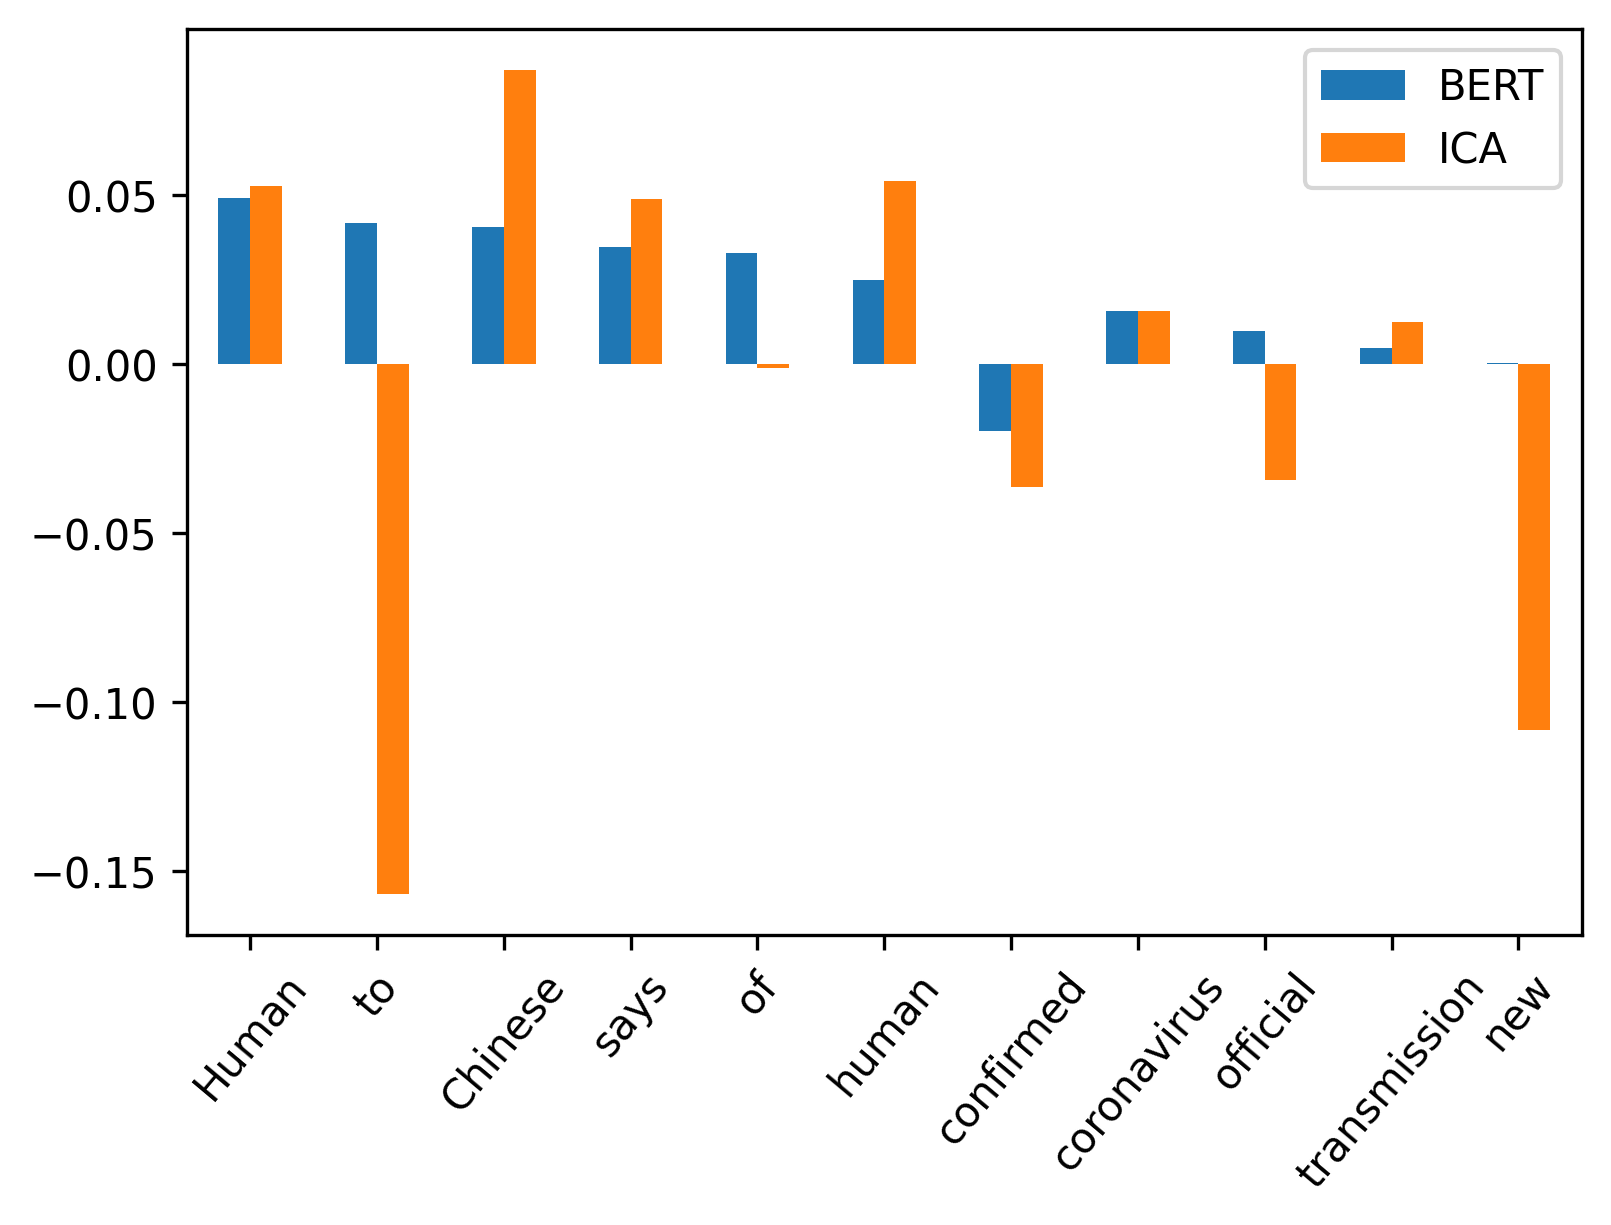 BERT
ICA
0.05
0.00
−0.05
−0.10
−0.15
Human
to
Chinese
says
of
human
confirmed
coronavirus
official
transmission
new